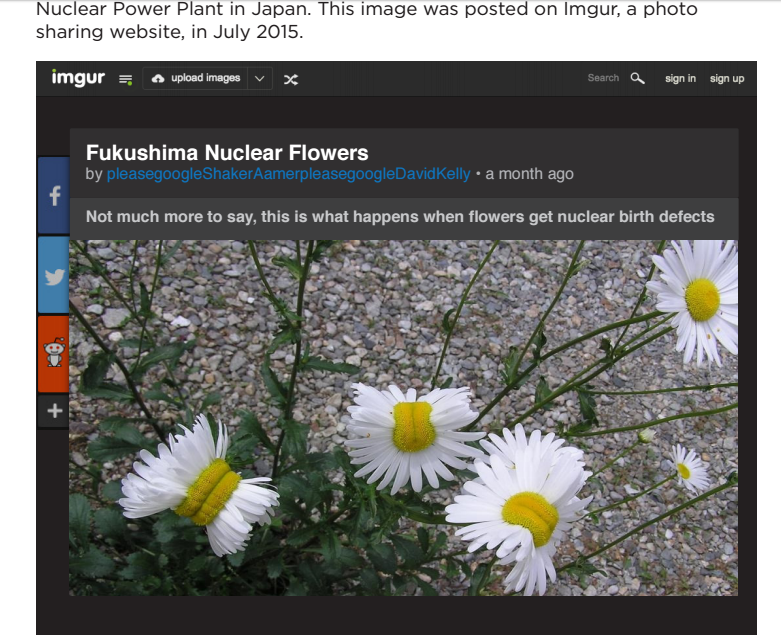 Nuclear Power Plant in Japan. This image was posted on Imgur, a photo
sharing website, in July 2015.
imgur upload images Search sign in sign up
Fukushima Nuclear Flowers
by pleasegoogleShakerAamerpleasegoogleDavidKelly • a month ago
Not much more to say, this is what happens when flowers get nuclear birth defects